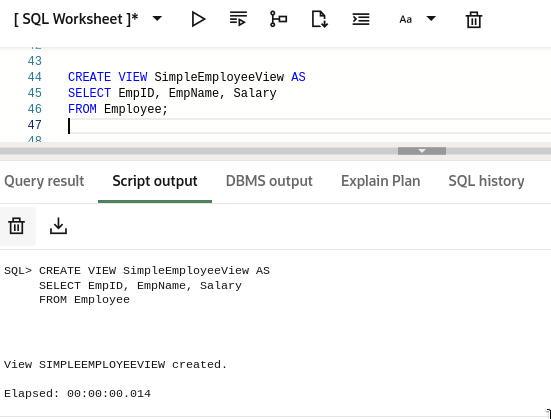 [ SQL Worksheet ]*
Aa
42
43
44 CREATE VIEW SimpleEmployeeView AS
45 SELECT EmpID, EmpName, Salary
46 FROM Employee;
47
48
Query result Script output DBMS output Explain Plan SQL history
SQL> CREATE VIEW SimpleEmployeeView AS
SELECT EmpID, EmpName, Salary
FROM Employee
View SIMPLEEMPLOYEEVIEW created.
Elapsed: 00:00:00.014